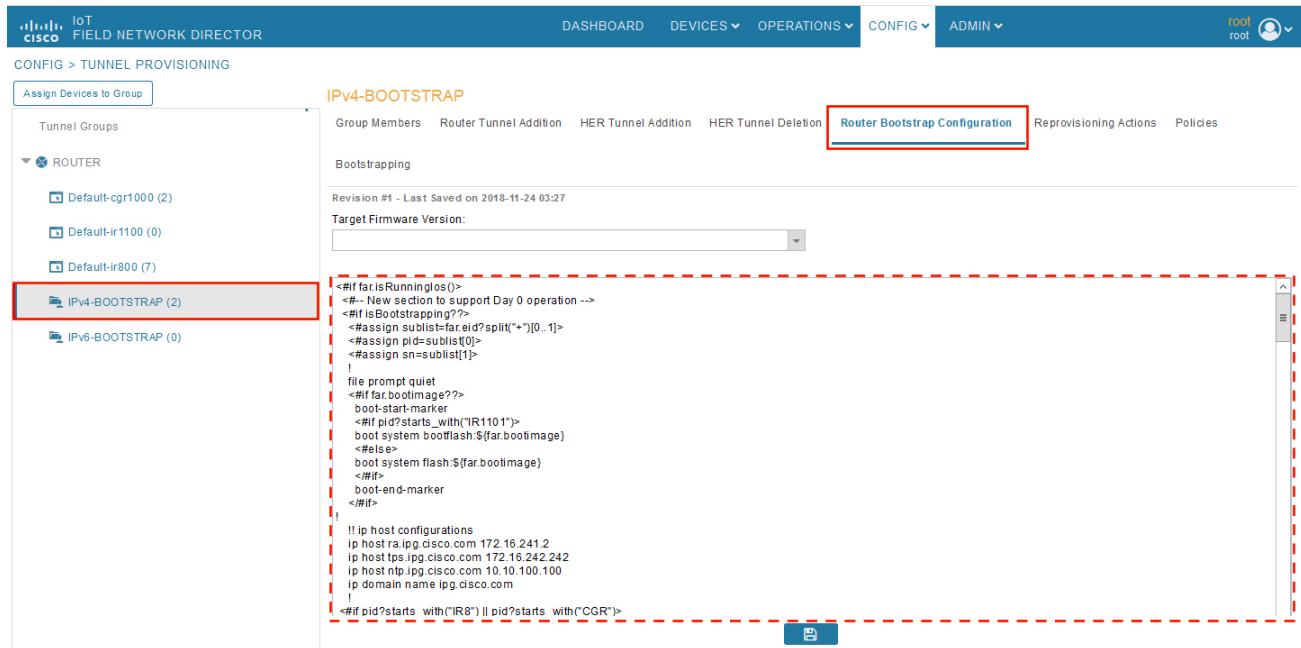 IoT
CISCO FIELD NETWORK DIRECTOR
DASHBOARD DEVICES OPERATIONS CONFIG ADMIN
root
root
CONFIG > TUNNEL PROVISIONING
Assign Devices to Group
Tunnel Groups
ROUTER
Default-cgr1000 (2)
Default-ir1100 (0)
Default-ir800 (7)
IPv4-BOOTSTRAP (2)
IPv6-BOOTSTRAP (0)
IPv4-BOOTSTRAP
Group Members Router Tunnel Addition HER Tunnel Addition HER Tunnel Deletion Router Bootstrap Configuration Reprovisioning Actions Policies
Bootstrapping
Revision #1 - Last Saved on 2018-11-24 03:27
Target Firmware Version:
<#if far.isRunningIos()>
<#-- New section to support Day 0 operation -->
<#if isBootstrapping??>
<#assign sublist=far.eid?split("+")[0..1]>
<#assign pid=sublist[0]>
<#assign sn=sublist[1]>
!
file prompt quiet
<#if far.bootimage??>
boot-start-marker
<#if pid?starts_with("IR1101")>
boot system bootflash:${far.bootimage}
<#else>
boot system flash:${far.bootimage}
</#if>
boot-end-marker
</#if>
!
!! ip host configurations
ip host ra.ipg.cisco.com 172.16.241.2
ip host tps.ipg.cisco.com 172.16.242.242
ip host ntp.ipg.cisco.com 10.10.100.100
ip domain name ipg.cisco.com
!
<#if pid?starts_with("IR8") || pid?starts_with("CGR")>